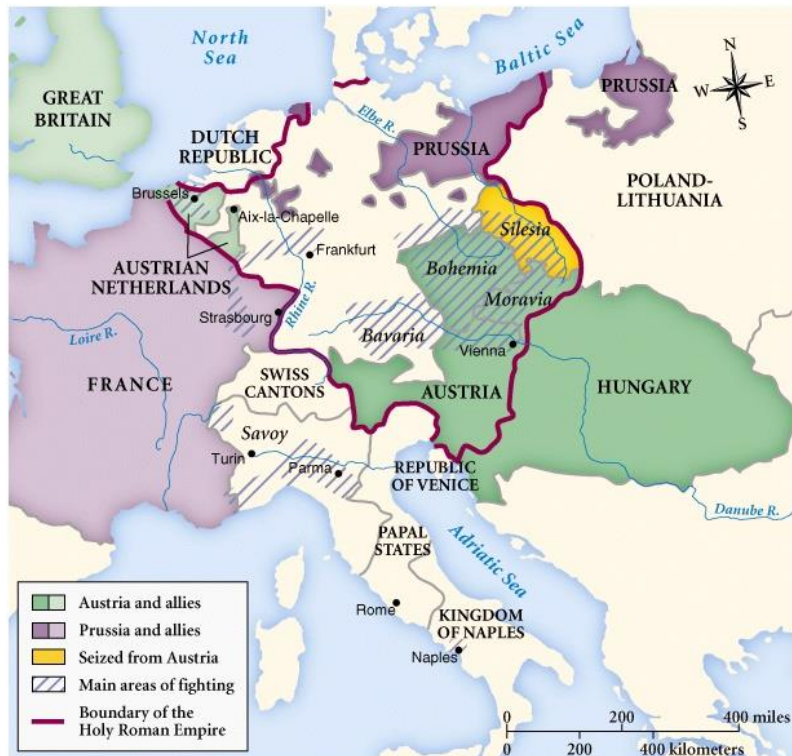 North
Sea
Baltic Sea
N
W
E
S
GREAT
BRITAIN
PRUSSIA
DUTCH
REPUBLIC
Elbe R.
PRUSSIA
POLAND-
LITHUANIA
Brussels
Aix-la-Chapelle
Silesia
Frankfurt
AUSTRIAN
NETHERLANDS
Bohemia
Rhine R.
Moravia
Strasbourg
Bavaria
Loire R.
Vienna
FRANCE
SWISS
CANTONS
AUSTRIA
HUNGARY
Savoy
Turin
Parma
REPUBLIC
OF VENICE
Danube R.
PAPAL
STATES
Adriatic Sea
Rome
KINGDOM
OF NAPLES
Naples
Austria and allies
Prussia and allies
Seized from Austria
Main areas of fighting
Boundary of the
Holy Roman Empire
0 200 400 miles
0 200 400 kilometers